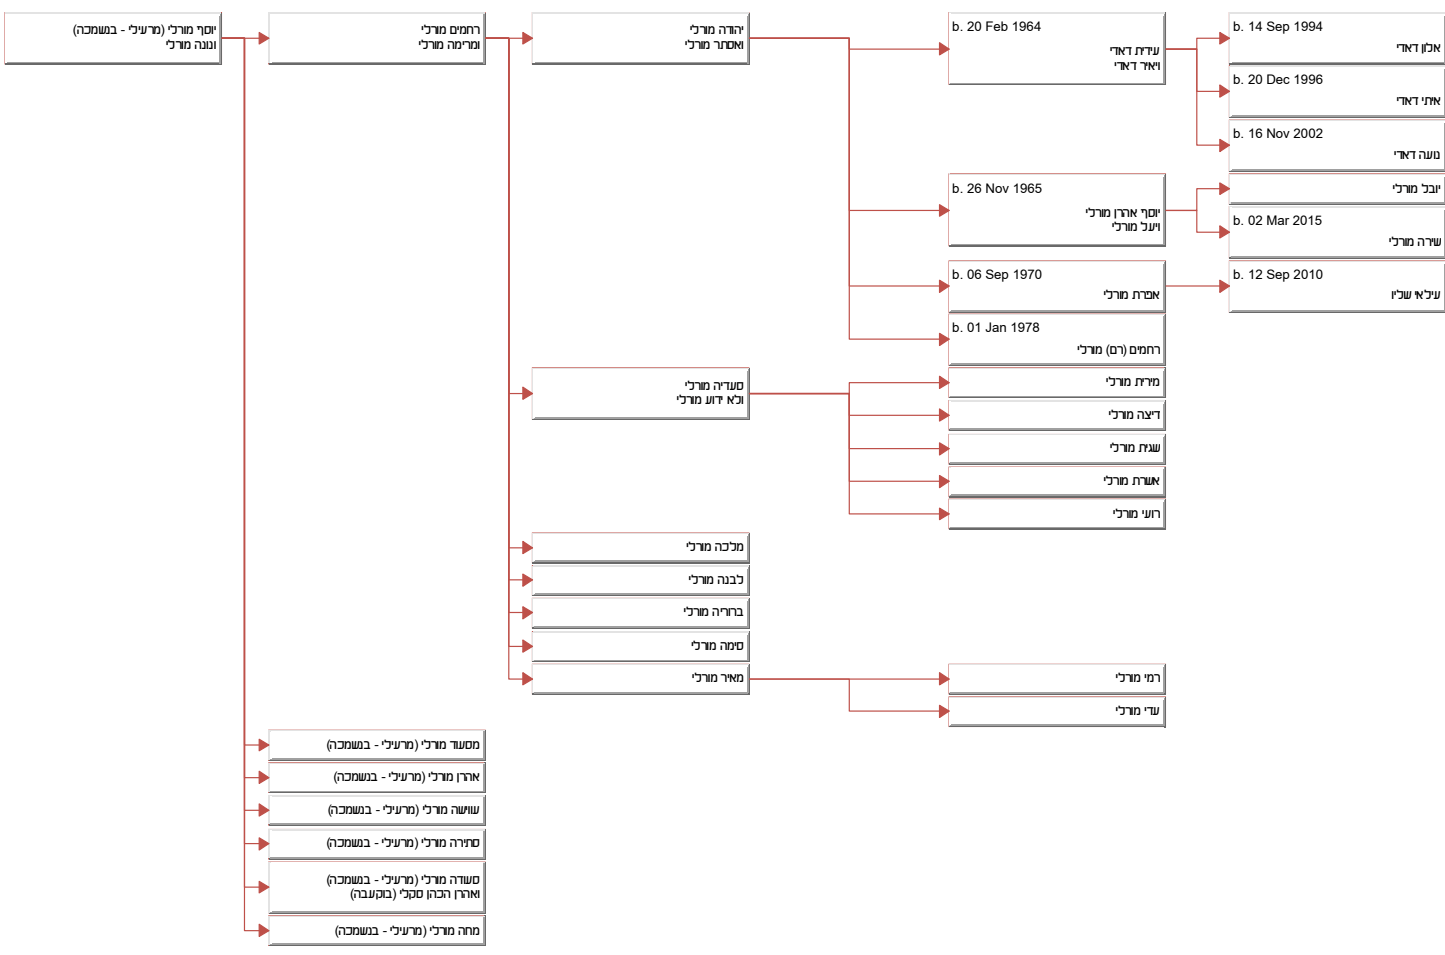 יוסף מורלי (מרעילי - בנשמכה)
ונונה מורלי
רחמים מורלי
ומרימה מורלי
יהודה מורלי
ואסתר מורלי
b. 20 Feb 1964
עידית דאדי
ויאיר דאדי
b. 14 Sep 1994
אלון דאדי
b. 20 Dec 1996
איתי דאדי
b. 16 Nov 2002
נועה דאדי
b. 26 Nov 1965
יוסף אהרן מורלי
ויעל מורלי
יובל מורלי
b. 02 Mar 2015
שירה מורלי
b. 06 Sep 1970
אפרת מורלי
b. 12 Sep 2010
עילאי שליו
b. 01 Jan 1978
רחמים (רם) מורלי
סעדיה מורלי
ולא ידוע מורלי
מירית מורלי
דיצה מורלי
שגית מורלי
אשרת מורלי
רועי מורלי
מלכה מורלי
לבנה מורלי
ברוריה מורלי
סימה מורלי
מאיר מורלי
רמי מורלי
עדי מורלי
מסעוד מורלי (מרעילי - בנשמכה)
אהרן מורלי (מרעילי - בנשמכה)
שושה מורלי (מרעילי - בנשמכה)
סתירה מורלי (מרעילי - בנשמכה)
סעודה מורלי (מרעילי - בנשמכה)
ואהרן הכהן סקלי (בוקעבה)
מחה מורלי (מרעילי - בנשמכה)